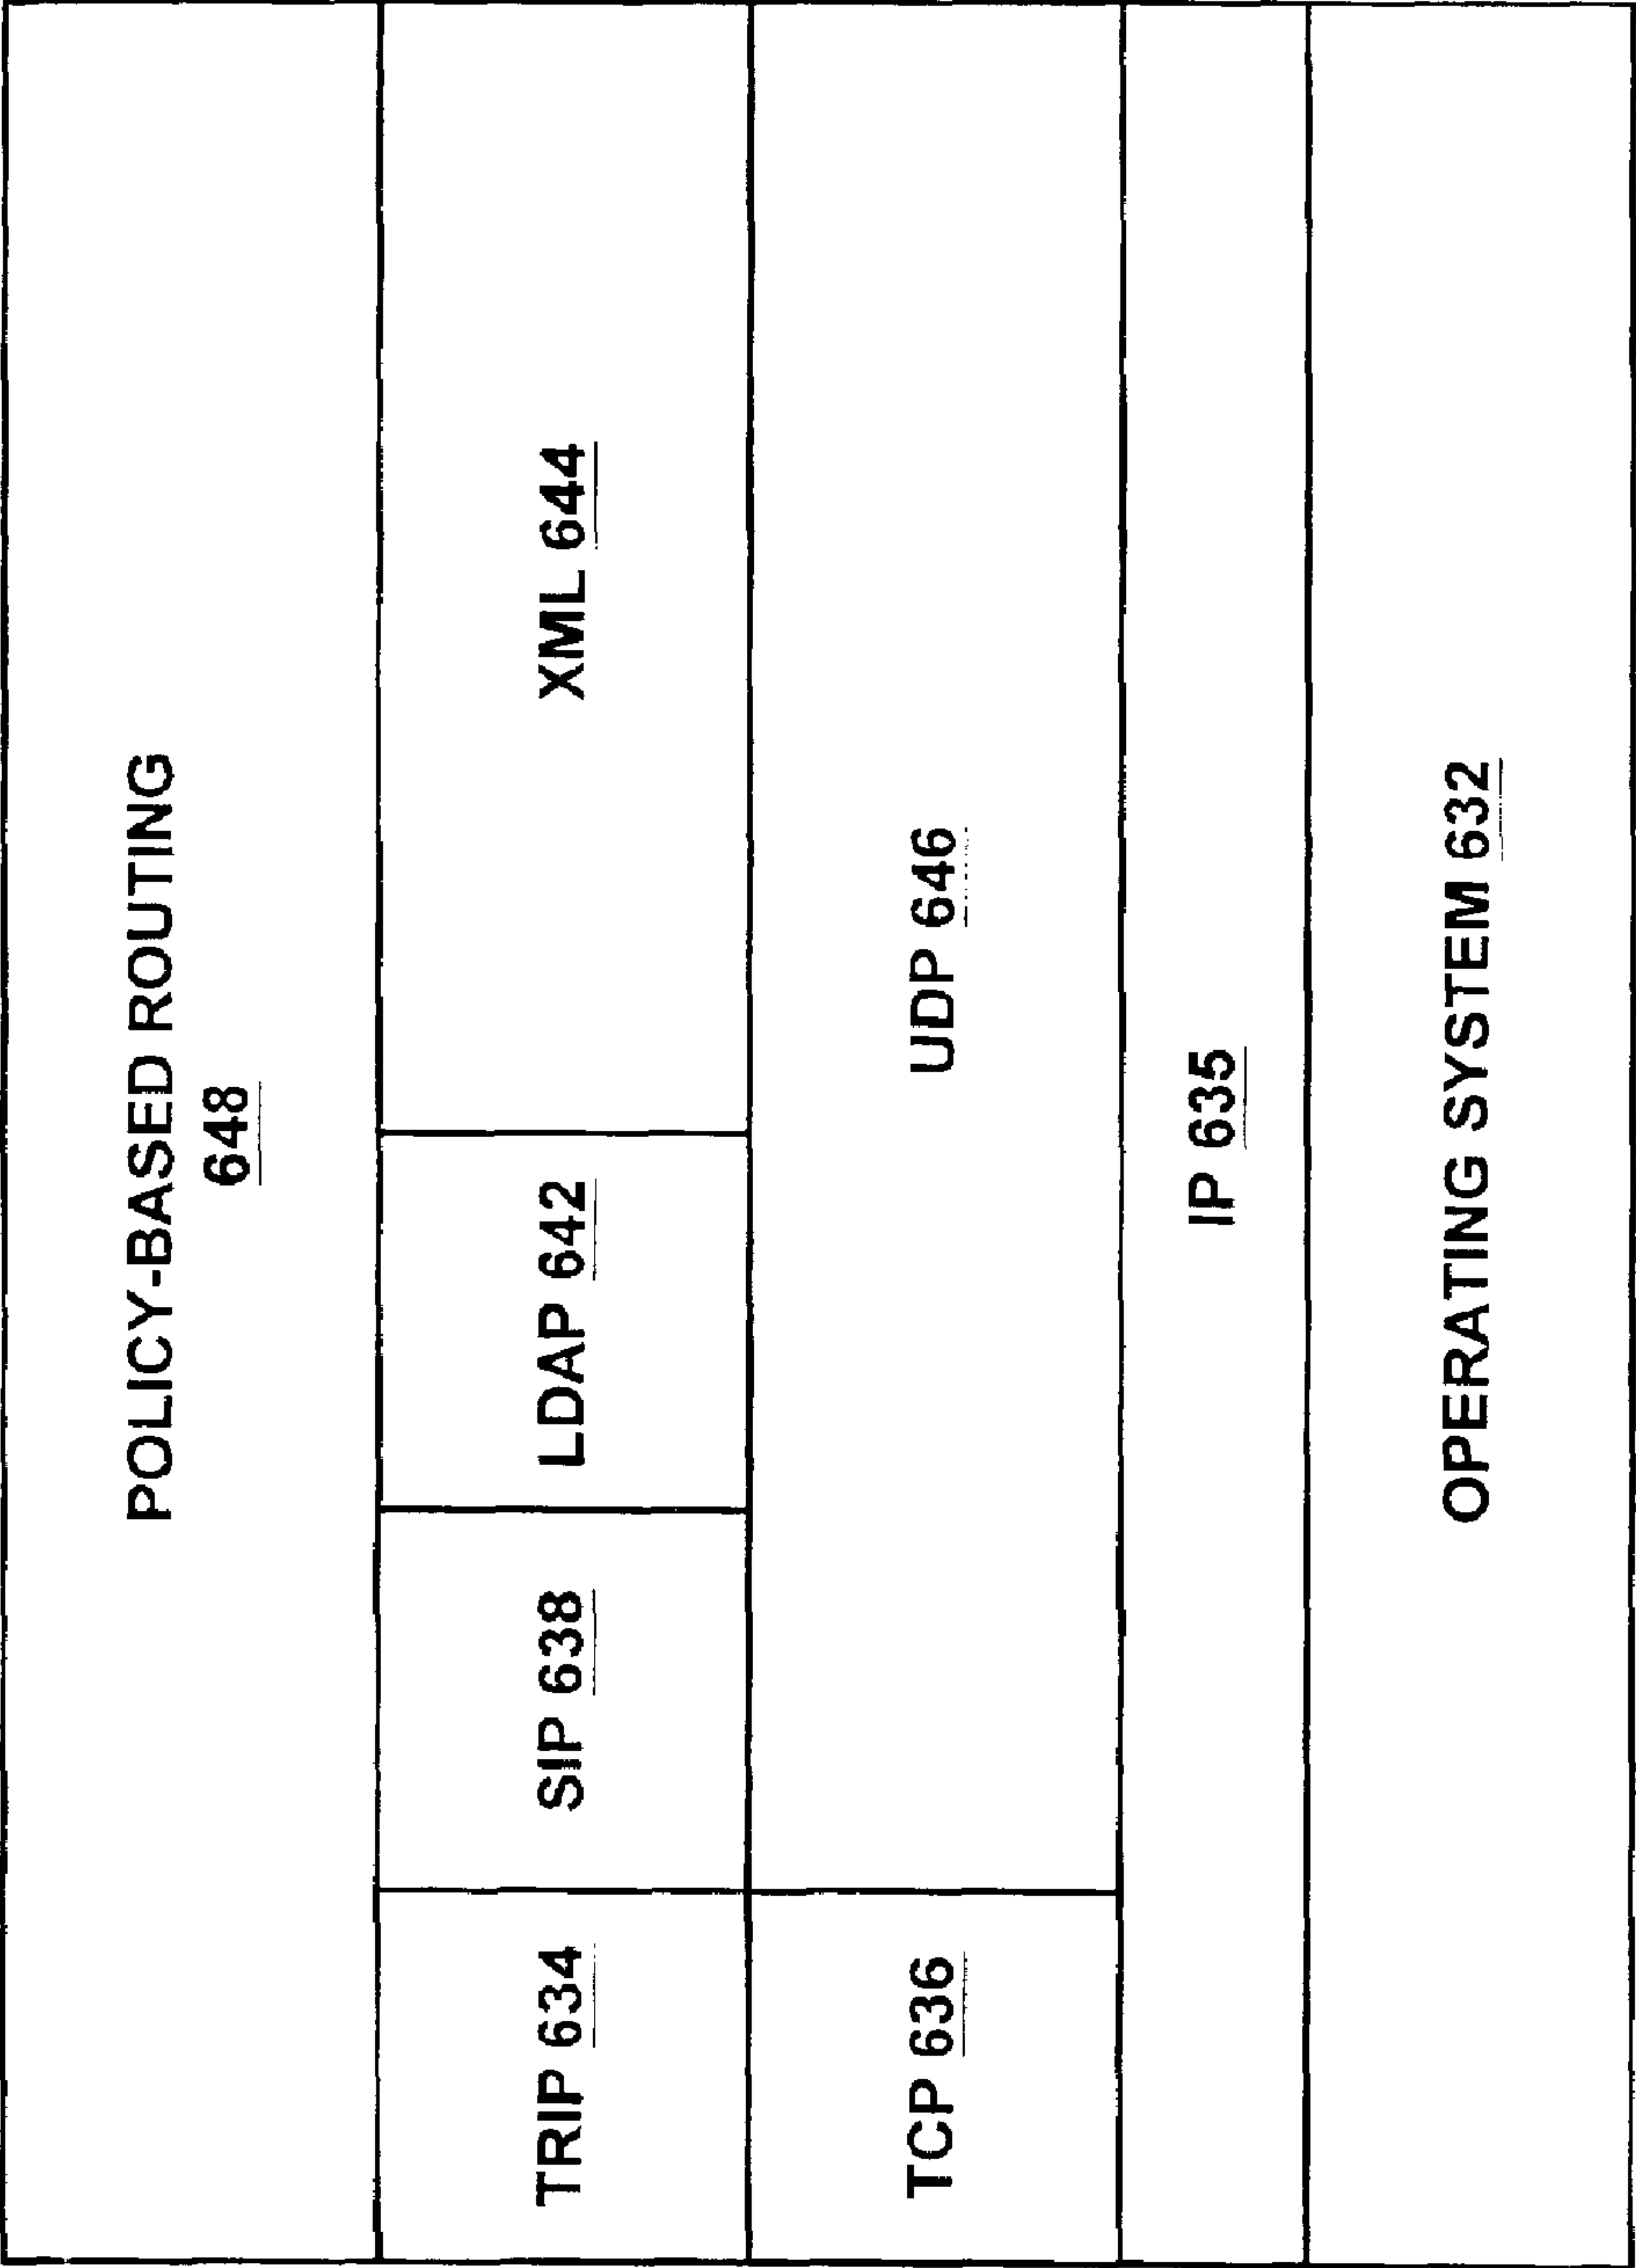 POLICY-BASED ROUTING
648
TRIP 634
SIP 638
LDAP 642
XML 644
TCP 636
UDP 646
IP 635
OPERATING SYSTEM 632